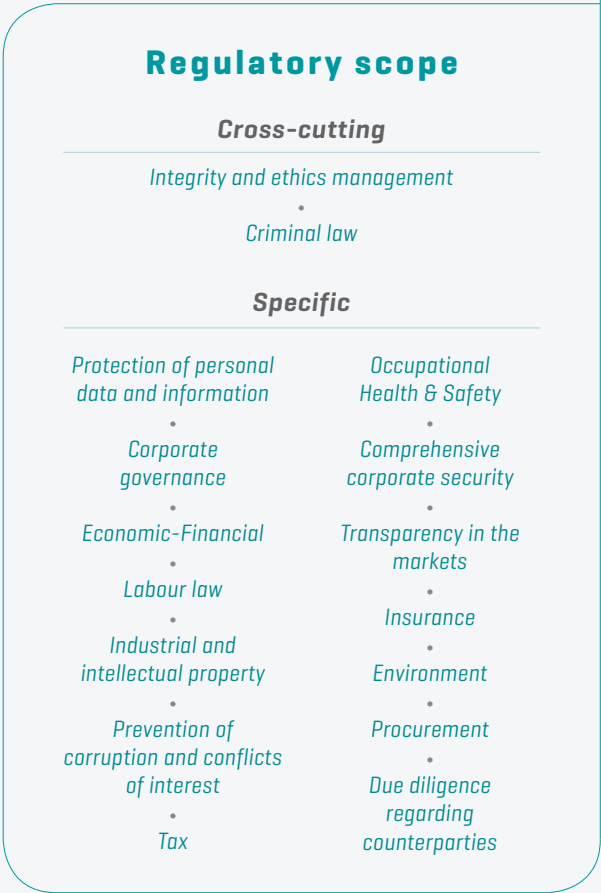 Regulatory scope
Cross-cutting
Integrity and ethics management
•
Criminal law
Specific
Protection of personal
data and information
•
Corporate
governance
•
Economic-Financial
•
Labour law
•
Industrial and
intellectual property
•
Prevention of
corruption and conflicts
of interest
•
Tax
Occupational
Health & Safety
•
Comprehensive
corporate security
•
Transparency in the
markets
•
Insurance
•
Environment
•
Procurement
•
Due diligence
regarding
counterparties